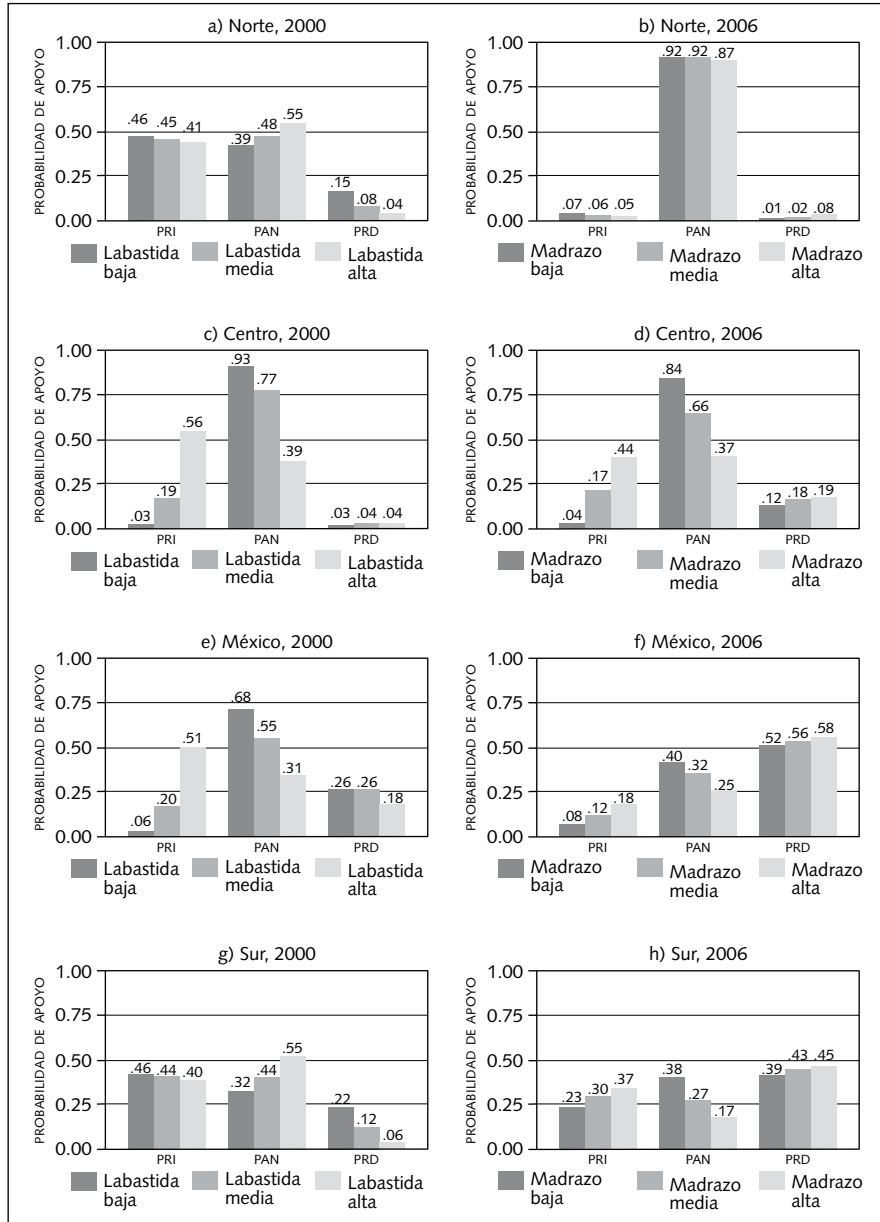 a) Norte, 2000
PROBABILIDAD DE APOYO
1.00
0.75
0.50
0.25
0.00
.46 .45 .41
.39 .48 .55
.15 .08 .04
PRI PAN PRD
Labastida baja
Labastida media
Labastida alta
b) Norte, 2006
PROBABILIDAD DE APOYO
1.00
0.75
0.50
0.25
0.00
.07 .06 .05
.92 .92 .87
.01 .02 .08
PRI PAN PRD
Madrazo baja
Madrazo media
Madrazo alta
c) Centro, 2000
PROBABILIDAD DE APOYO
1.00
0.75
0.50
0.25
0.00
.03 .19 .56
.93 .77 .39
.03 .04 .04
PRI PAN PRD
Labastida baja
Labastida media
Labastida alta
d) Centro, 2006
PROBABILIDAD DE APOYO
1.00
0.75
0.50
0.25
0.00
.04 .17 .44
.84 .66 .37
.12 .18 .19
PRI PAN PRD
Madrazo baja
Madrazo media
Madrazo alta
e) México, 2000
PROBABILIDAD DE APOYO
1.00
0.75
0.50
0.25
0.00
.06 .20 .51
.68 .55 .31
.26 .26 .18
PRI PAN PRD
Labastida baja
Labastida media
Labastida alta
f) México, 2006
PROBABILIDAD DE APOYO
1.00
0.75
0.50
0.25
0.00
.08 .12 .18
.40 .32 .25
.52 .56 .58
PRI PAN PRD
Madrazo baja
Madrazo media
Madrazo alta
g) Sur, 2000
PROBABILIDAD DE APOYO
1.00
0.75
0.50
0.25
0.00
.46 .44 .40
.32 .44 .55
.22 .12 .06
PRI PAN PRD
Labastida baja
Labastida media
Labastida alta
h) Sur, 2006
PROBABILIDAD DE APOYO
1.00
0.75
0.50
0.25
0.00
.23 .30 .37
.38 .27 .17
.39 .43 .45
PRI PAN PRD
Madrazo baja
Madrazo media
Madrazo alta